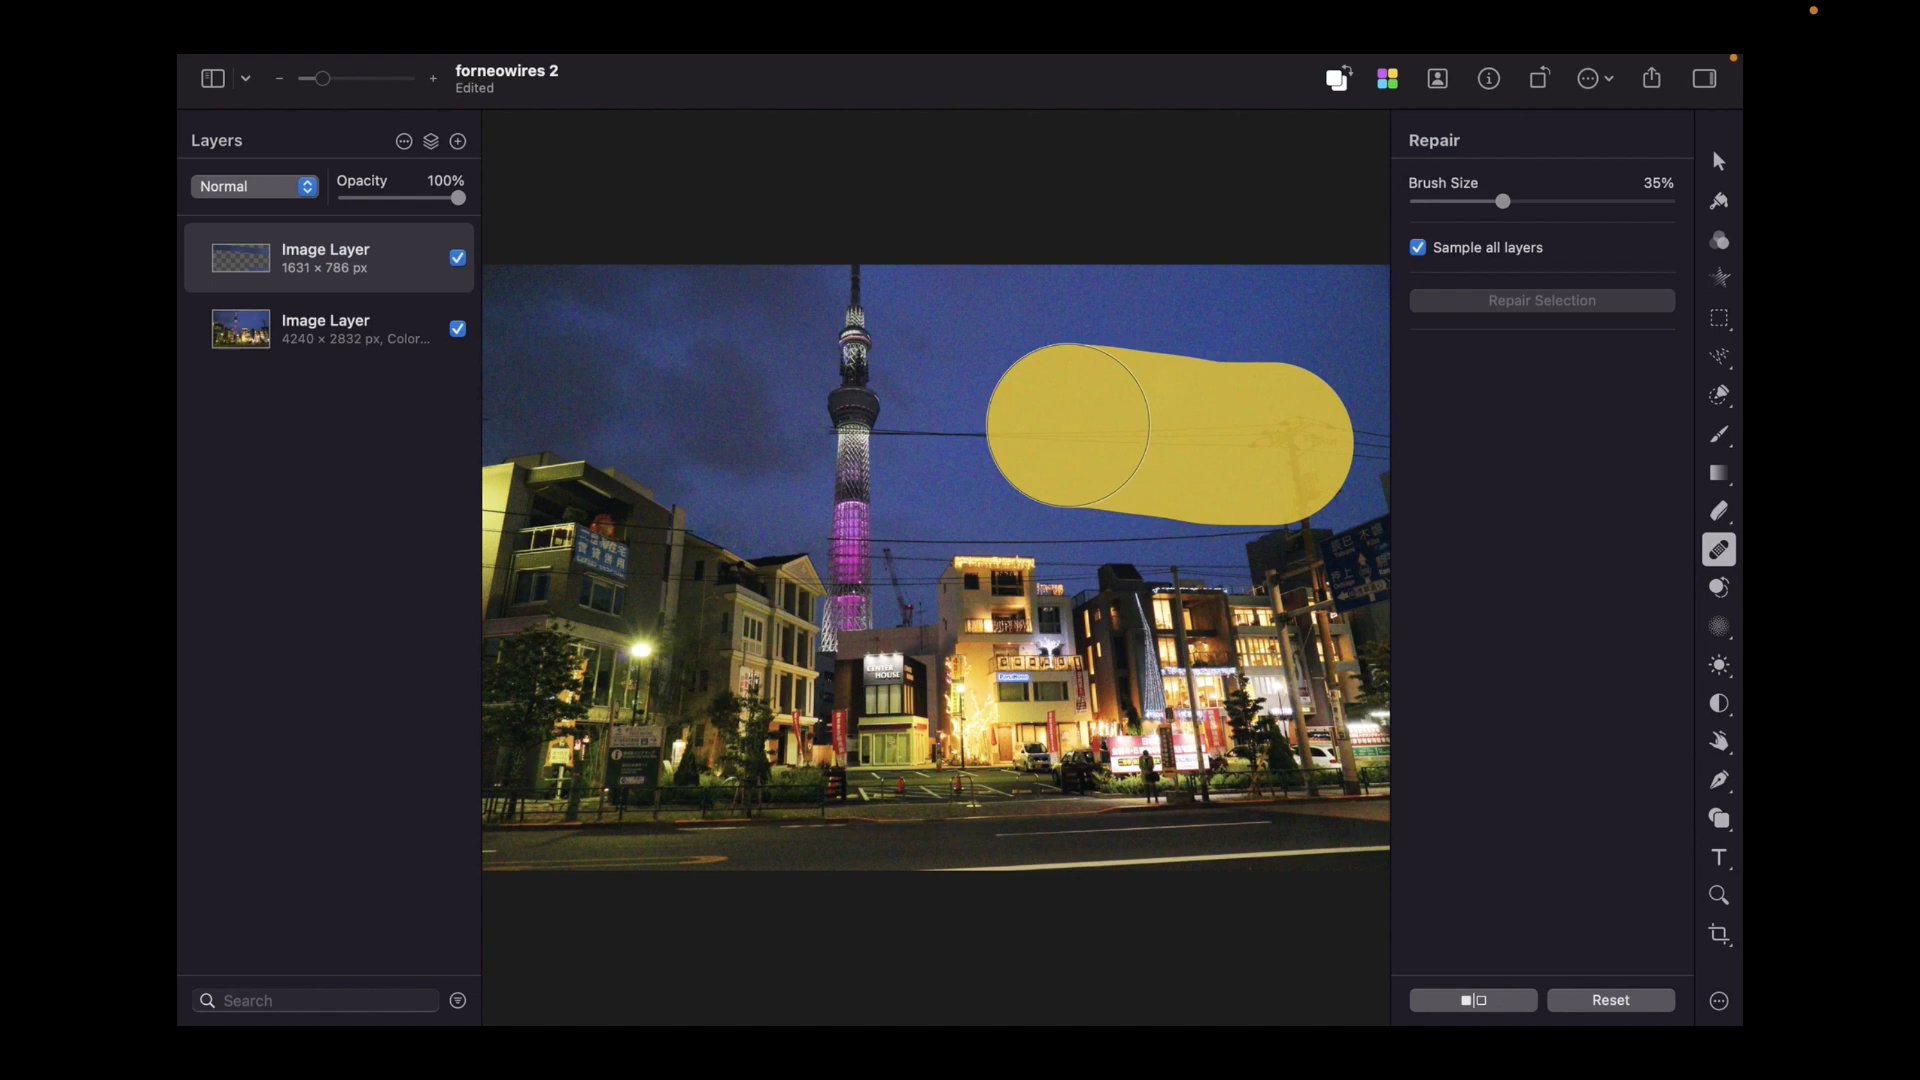 forneowires 2
Edited
Layers
Normal
Opacity 100%
Image Layer
1631 × 786 px
Image Layer
4240 × 2832 px, Color...
Search
CENTER
HOUSE
Repair
Brush Size 35%
Sample all layers
Repair Selection
Reset